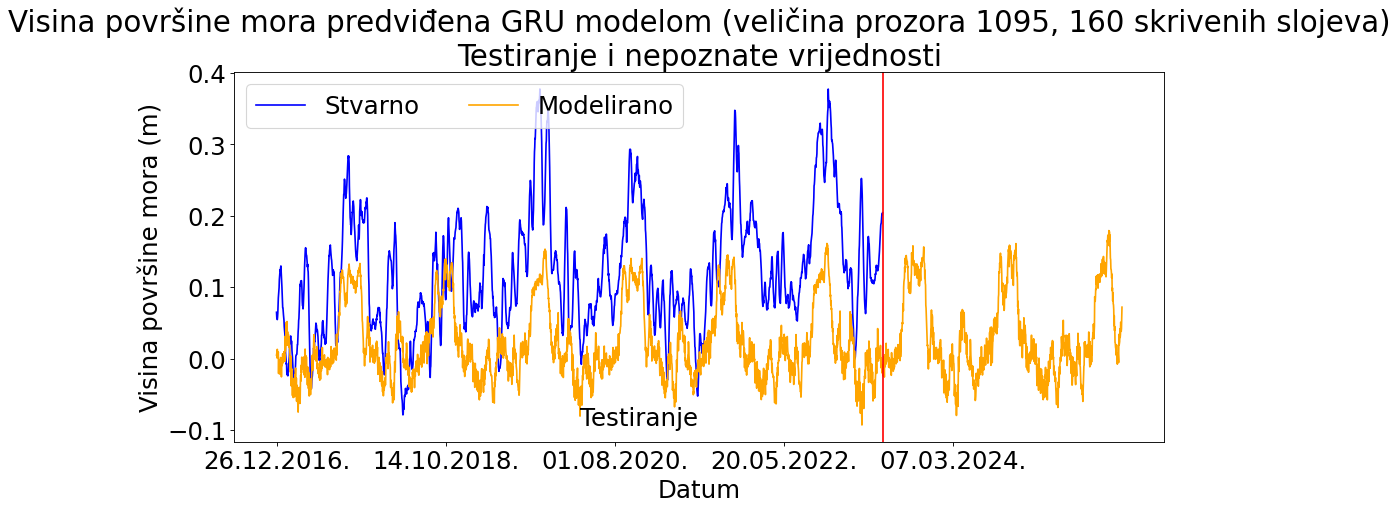 Visina površine mora predviđena GRU modelom (veličina prozora 1095, 160 skrivenih slojeva)
Testiranje i nepoznate vrijednosti
Stvarno
Modelirano
Visina površine mora (m)
0.4
0.3
0.2
0.1
0.0
−0.1
Testiranje
26.12.2016.
14.10.2018.
01.08.2020.
20.05.2022.
07.03.2024.
Datum